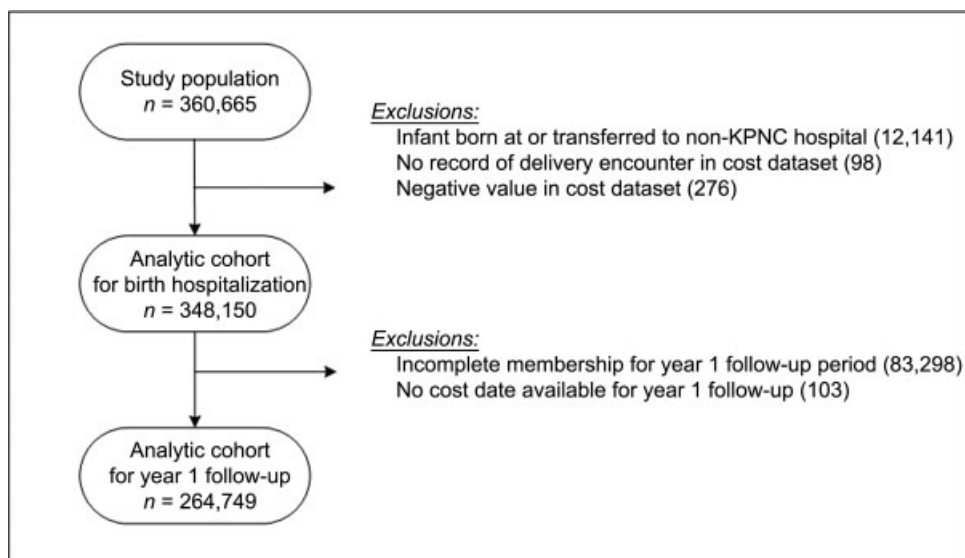 Study population
n = 360,665
Exclusions:
Infant born at or transferred to non-KPNC hospital (12,141)
No record of delivery encounter in cost dataset (98)
Negative value in cost dataset (276)
Analytic cohort
for birth hospitalization
n = 348,150
Exclusions:
Incomplete membership for year 1 follow-up period (83,298)
No cost date available for year 1 follow-up (103)
Analytic cohort
for year 1 follow-up
n = 264,749